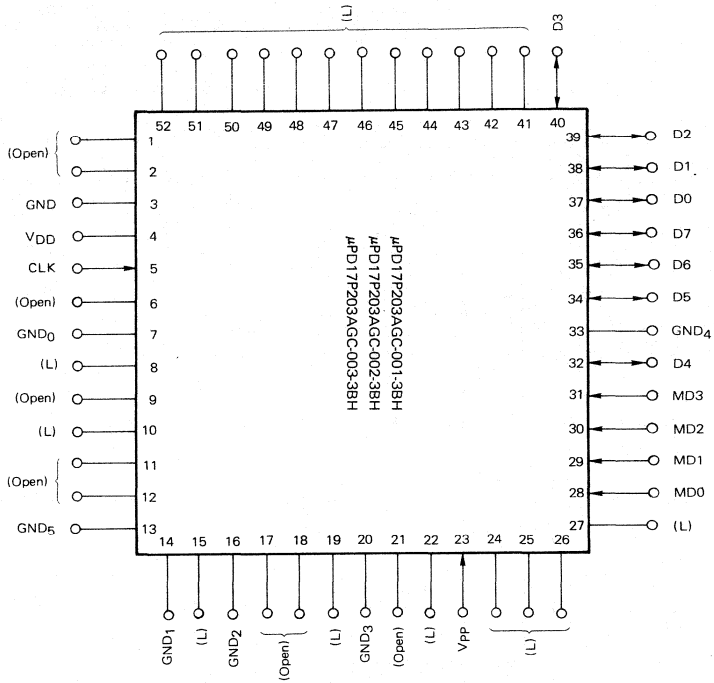 (L)
D3
52 51 50 49 48 47 46 45 44 43 42 41 40
(Open)
1
2
GND 3
VDD 4
CLK 5
(Open) 6
GND0 7
(L) 8
(Open) 9
(L) 10
(Open)
11
12
GND5 13
39 D2
38 D1
37 D0
36 D7
35 D6
34 D5
33 GND4
32 D4
31 MD3
30 MD2
29 MD1
28 MD0
27 (L)
μPD17P203AGC-001-3BH
μPD17P203AGC-002-3BH
μPD17P203AGC-003-3BH
14 15 16 17 18 19 20 21 22 23 24 25 26
GND1 (L) GND2 (Open) (L) GND3 (Open) (L) VPP (L)